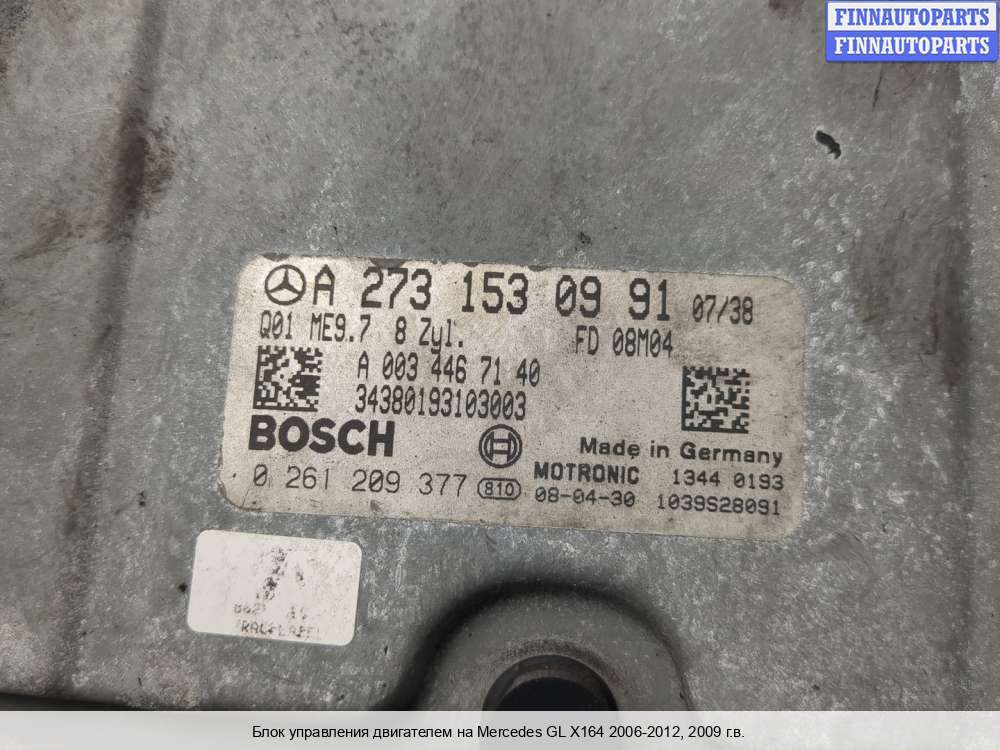 FINNAUTOPARTS
FINNAUTOPARTS
A 273 153 09 91 07/38
Q01 ME9.7 8 Zyl. FD 08M04
A 003 446 71 40
34380193103003
BOSCH
Made in Germany
MOTRONIC 1344 0193
0 261 209 377 810 08-04-30 1039S28091
Блок управления двигателем на Mercedes GL X164 2006-2012, 2009 г.в.